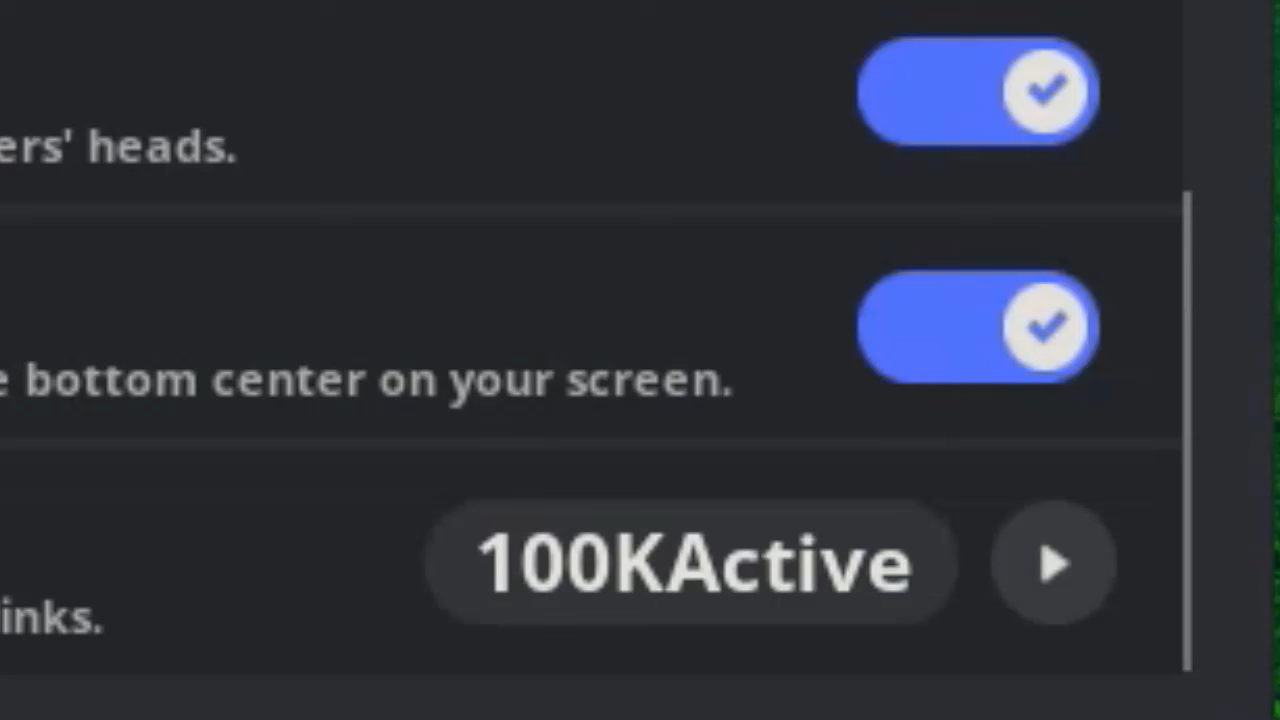 ers' heads.
bottom center on your screen.
100KActive
inks.